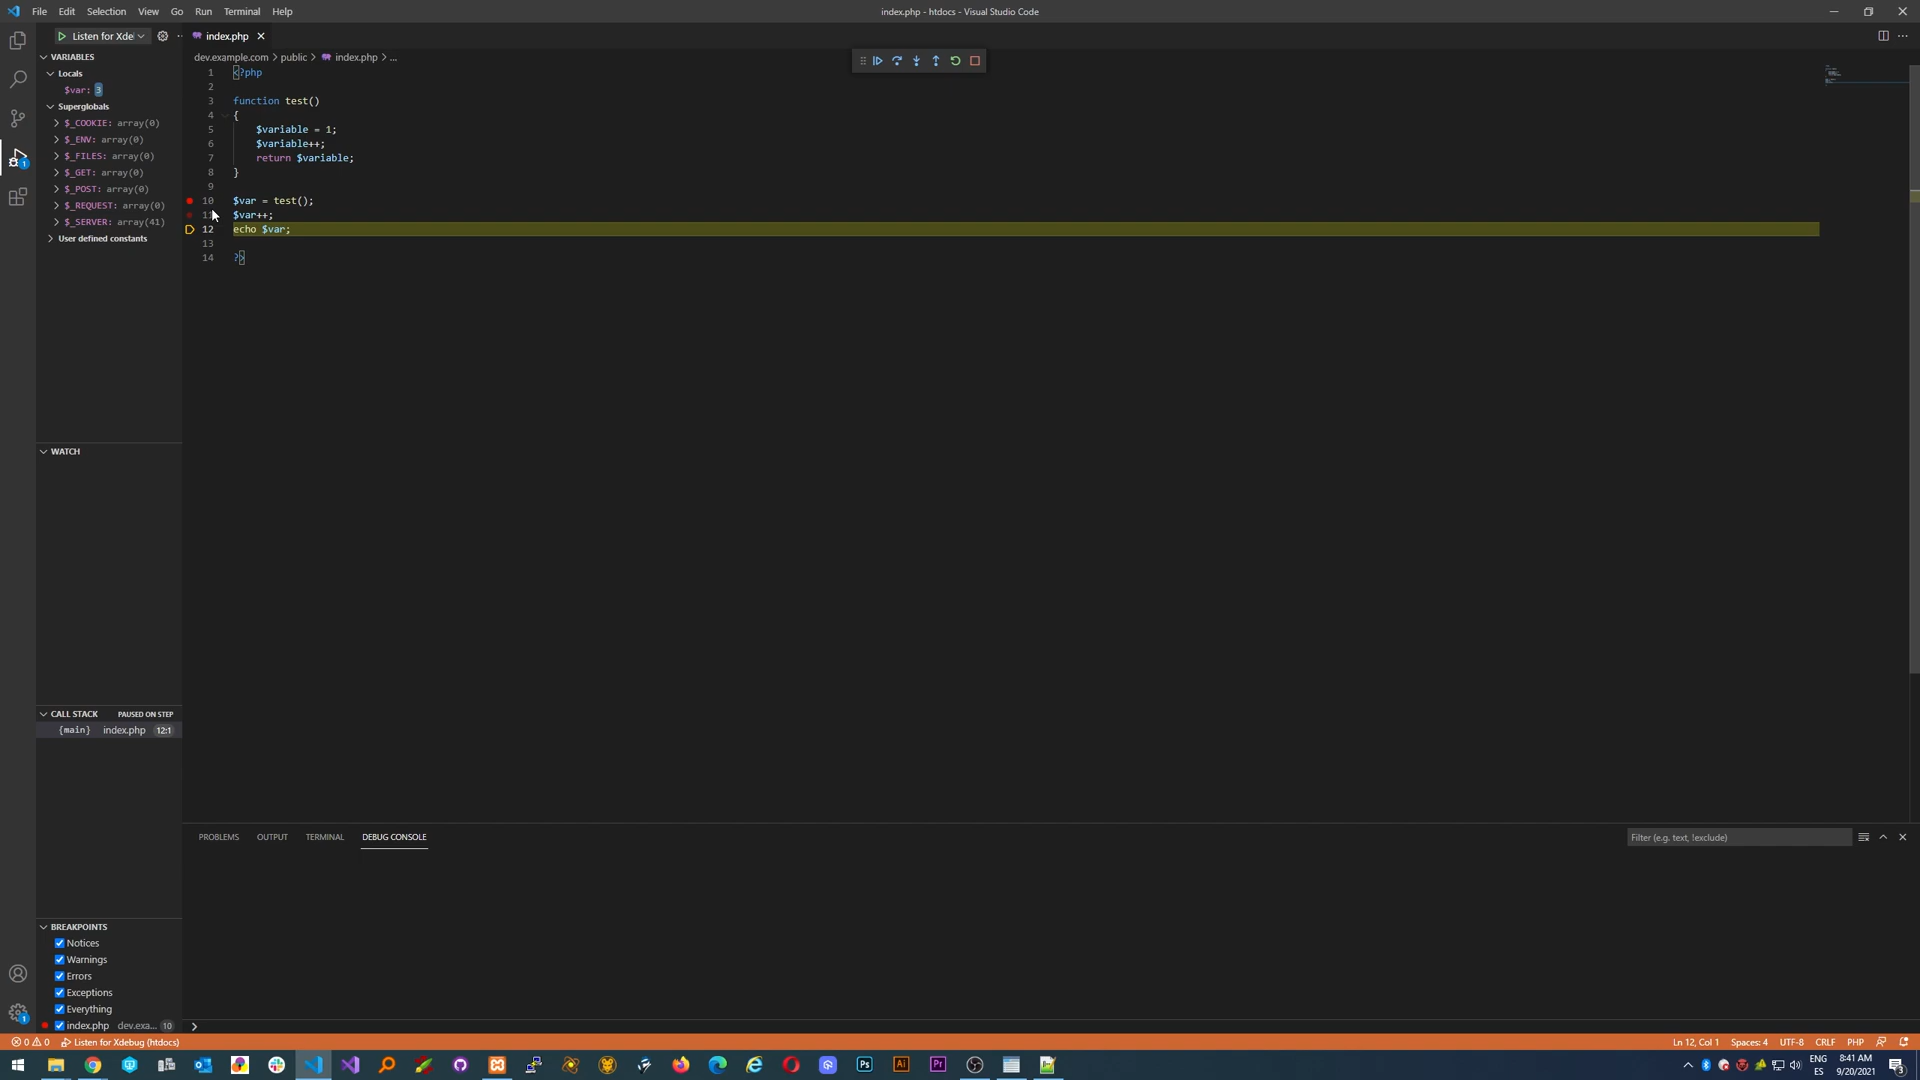 File Edit Selection View Go Run Terminal Help
index.php - htdocs - Visual Studio Code
Listen for Xde
index.php
VARIABLES
Locals
$var: 3
Superglobals
$_COOKIE: array(0)
$_ENV: array(0)
$_FILES: array(0)
$_GET: array(0)
$_POST: array(0)
$_REQUEST: array(0)
$_SERVER: array(41)
User defined constants
dev.example.com > public > index.php > ...
1 <?php
2
3 function test()
4 {
5 $variable = 1;
6 $variable++;
7 return $variable;
8 }
9
10 $var = test();
11 $var++;
12 echo $var;
13
14 ?>
WATCH
CALL STACK PAUSED ON STEP
{main} index.php 12:1
PROBLEMS OUTPUT TERMINAL DEBUG CONSOLE
Filter (e.g. text, !exclude)
BREAKPOINTS
Notices
Warnings
Errors
Exceptions
Everything
index.php dev.exa... 10
0 0 Listen for Xdebug (htdocs)
Ln 12, Col 1 Spaces: 4 UTF-8 CRLF PHP
Ps Ai Pr
ENG
ES
8:41 AM
9/20/2021